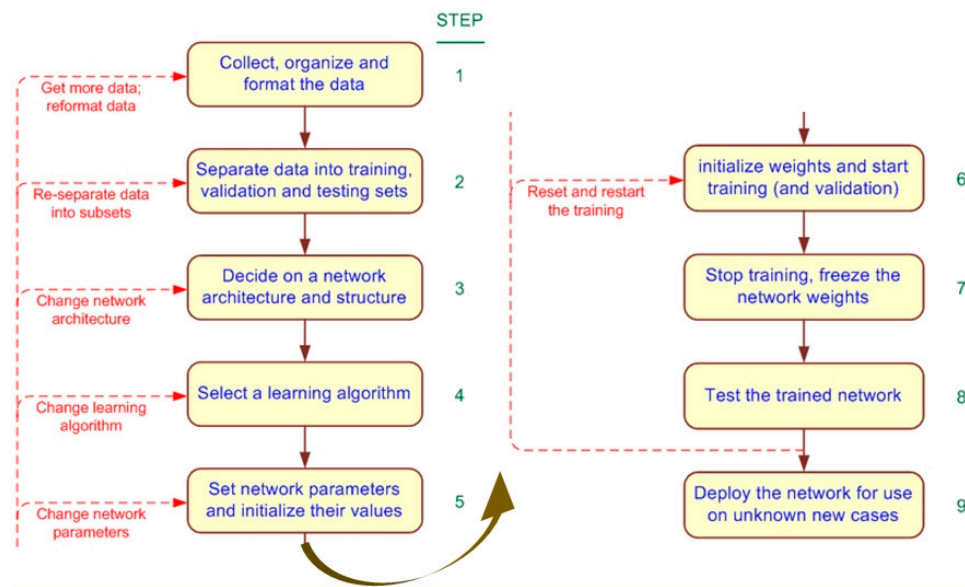 STEP
Collect, organize and
format the data
1
Get more data;
reformat data
Separate data into training,
validation and testing sets
2
Re-separate data
into subsets
Decide on a network
architecture and structure
3
Change network
architecture
Select a learning algorithm
4
Change learning
algorithm
Set network parameters
and initialize their values
5
Change network
parameters
initialize weights and start
training (and validation)
6
Reset and restart
the training
Stop training, freeze the
network weights
7
Test the trained network
8
Deploy the network for use
on unknown new cases
9